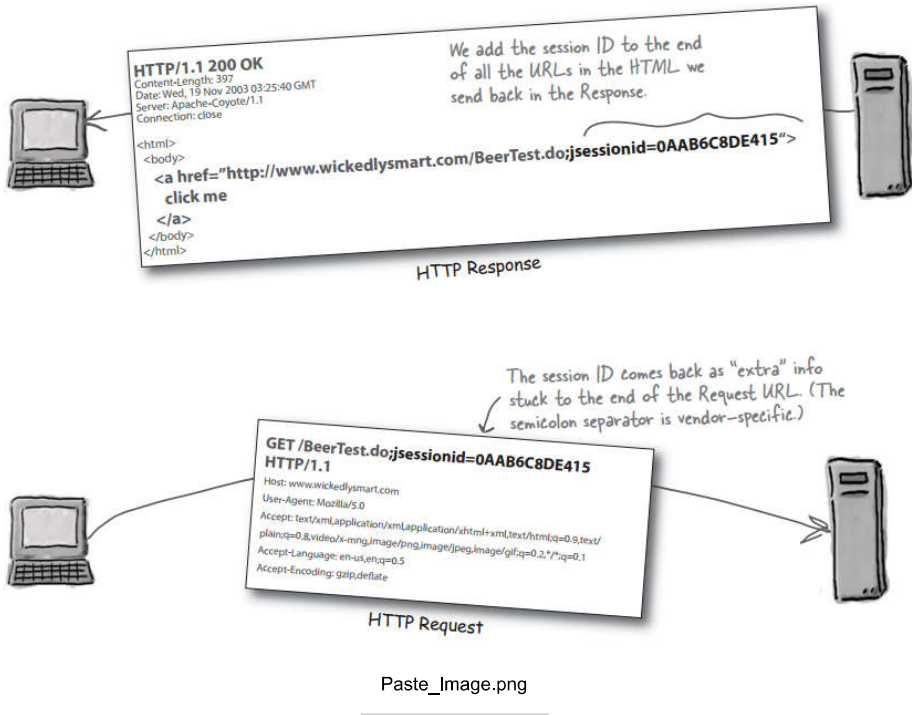 HTTP/1.1 200 OK
Content-Length: 397
Date: Wed, 19 Nov 2003 03:25:40 GMT
Server: Apache-Coyote/1.1
Connection: close
We add the session ID to the end
of all the URLs in the HTML we
send back in the Response.
<html>
<body>
<a href="http://www.wickedlysmart.com/BeerTest.do;jsessionid=0AAB6C8DE415">
click me
</a>
</body>
</html>
HTTP Response
The session ID comes back as "extra" info
stuck to the end of the Request URL. (The
semicolon separator is vendor-specific.)
GET /BeerTest.do;jsessionid=0AAB6C8DE415
HTTP/1.1
Host: www.wickedlysmart.com
User-Agent: Mozilla/5.0
Accept: text/xml,application/xml,application/xhtml+xml,text/html;q=0.9,text/
plain;q=0.8,video/x-mng,image/png,image/jpeg,image/gif;q=0.2,*/*;q=0.1
Accept-Language: en-us,en;q=0.5
Accept-Encoding: gzip,deflate
HTTP Request
Paste_Image.png